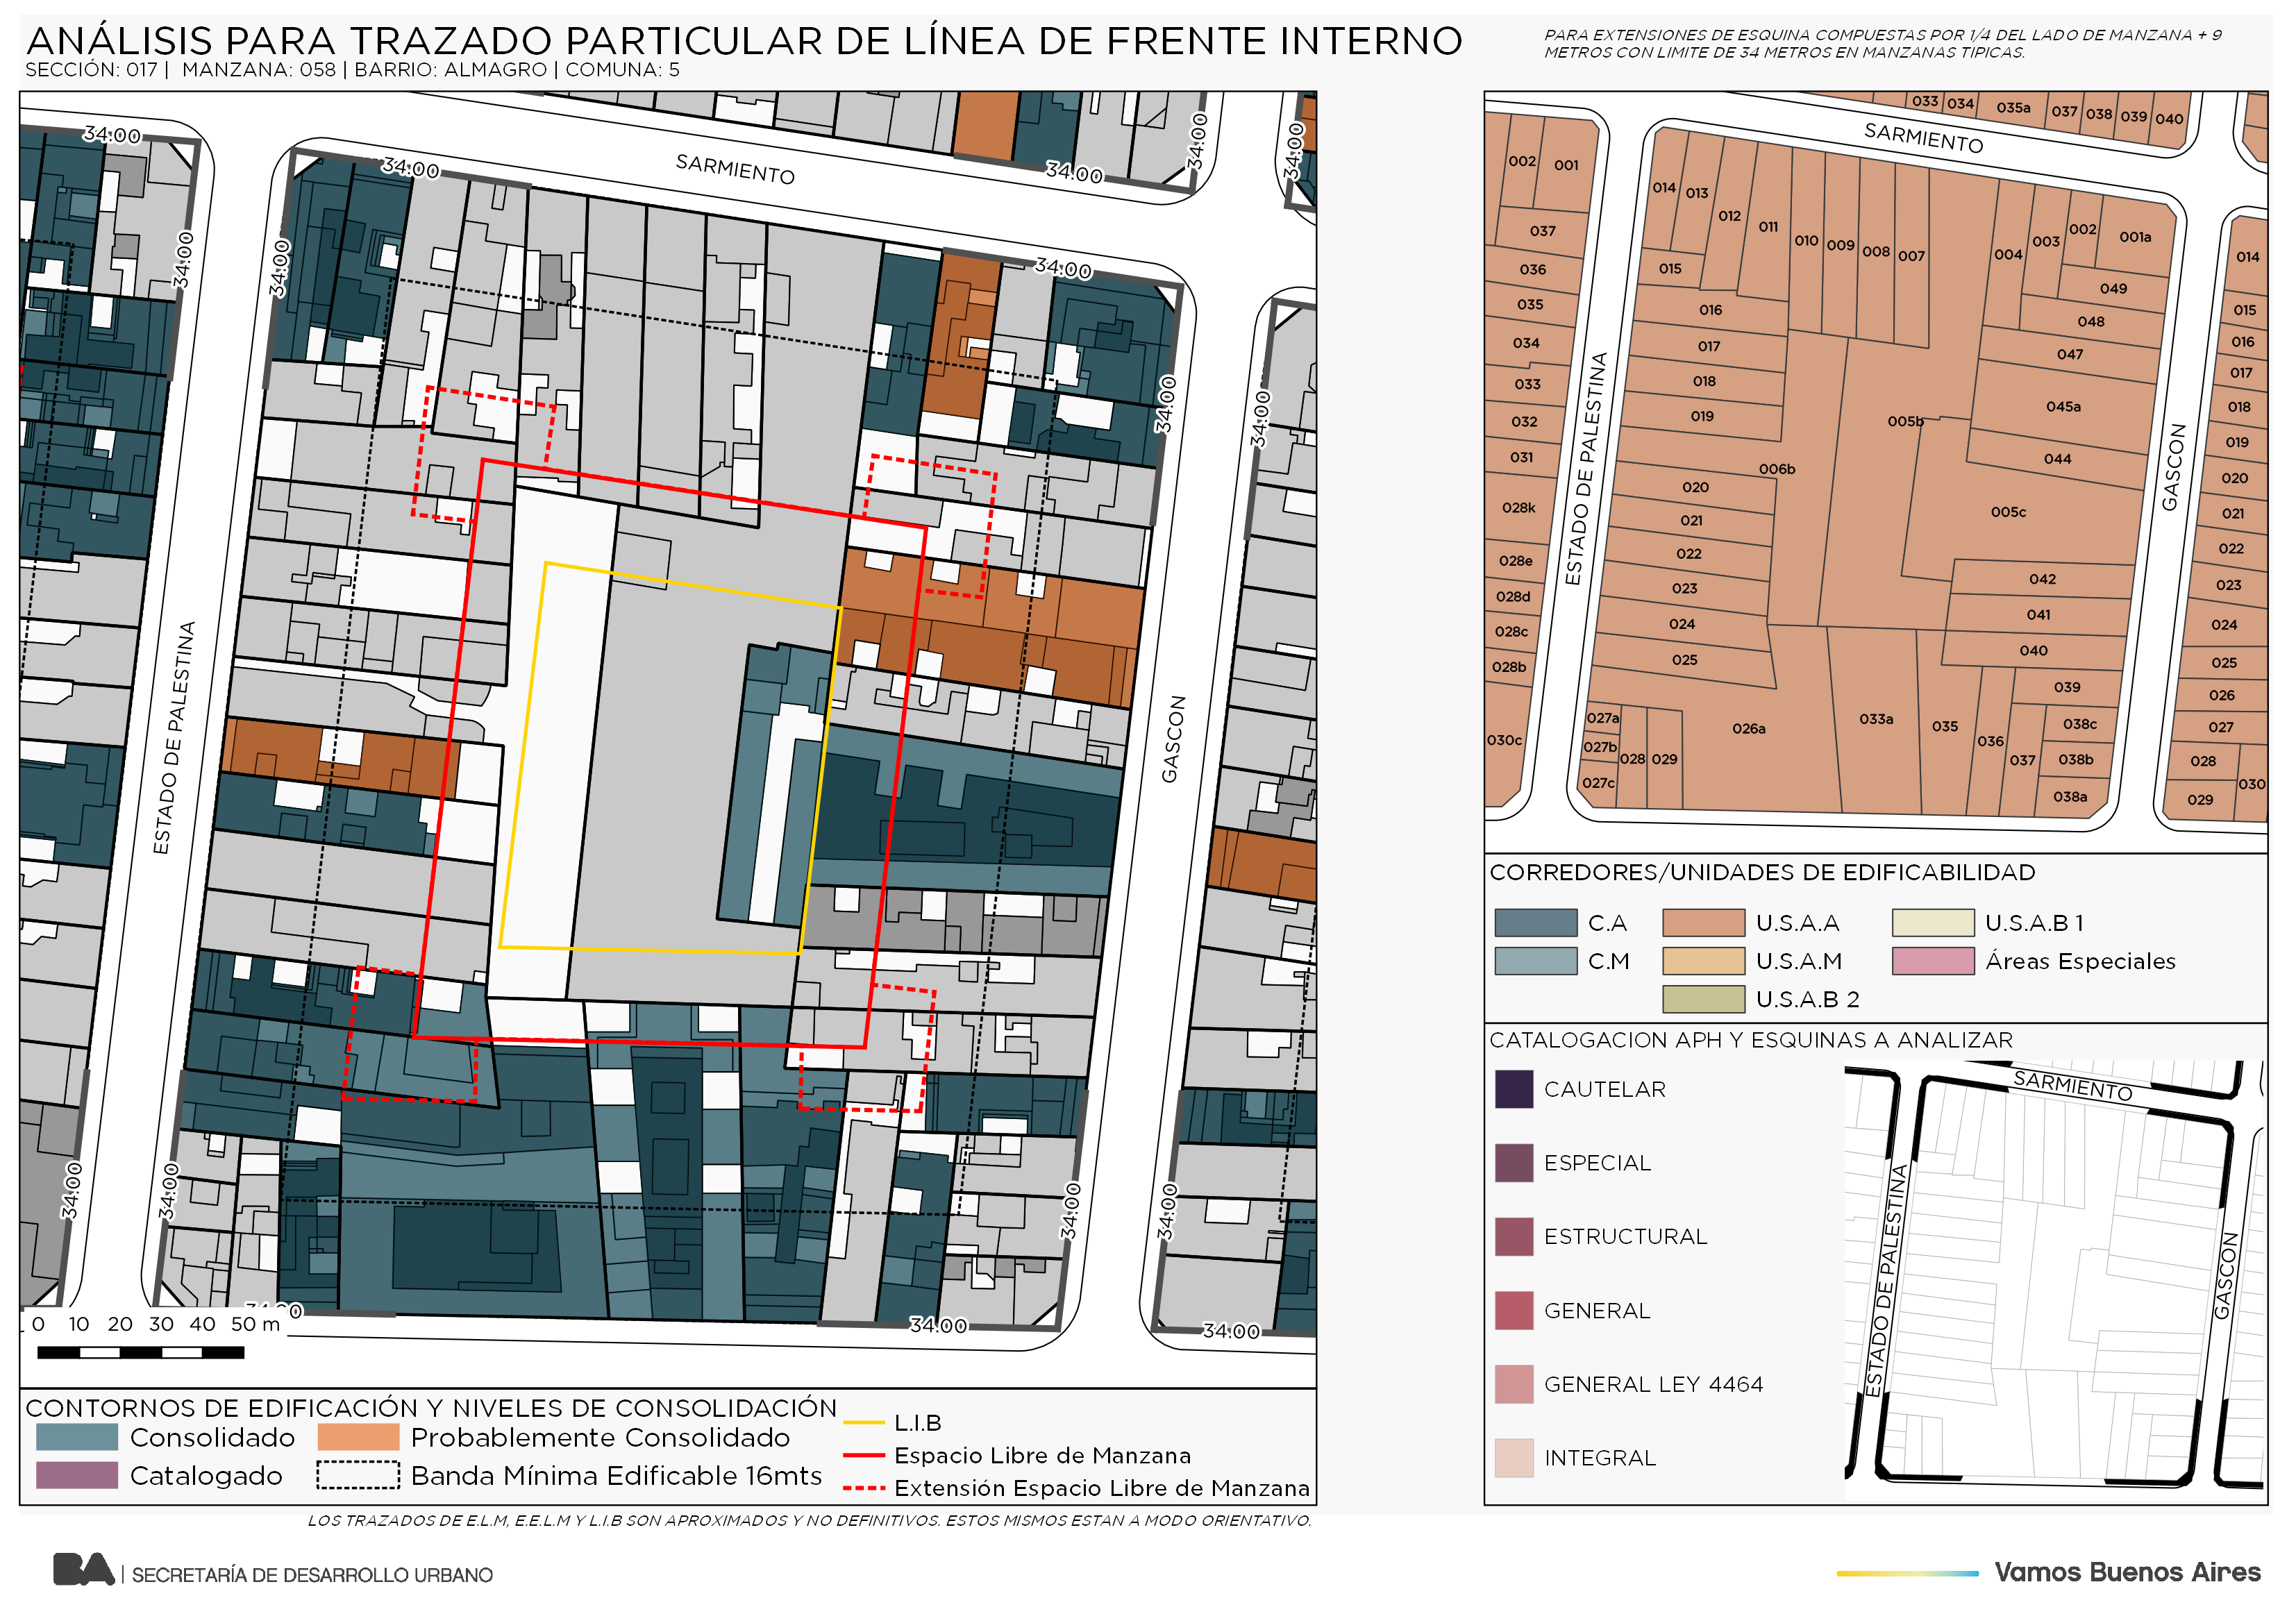 ANÁLISIS PARA TRAZADO PARTICULAR DE LÍNEA DE FRENTE INTERNO
SECCIÓN: 017 | MANZANA: 058 | BARRIO: ALMAGRO | COMUNA: 5
PARA EXTENSIONES DE ESQUINA COMPUESTAS POR 1/4 DEL LADO DE MANZANA + 9
METROS CON LIMITE DE 34 METROS EN MANZANAS TIPICAS.
34.00
34.00
34.00
34.00
34.00
34.00
34.00
34.00
34.00
34.00
34.00
SARMIENTO
ESTADO DE PALESTINA
GASCON
34.00
34.00
34.00
34.00
34.00
34.00
34.00
0 10 20 30 40 50 m
CONTORNOS DE EDIFICACIÓN Y NIVELES DE CONSOLIDACIÓN
Consolidado
Probablemente Consolidado
Catalogado
Banda Mínima Edificable 16mts
L.I.B
Espacio Libre de Manzana
Extensión Espacio Libre de Manzana
LOS TRAZADOS DE E.L.M, E.E.L.M Y L.I.B SON APROXIMADOS Y NO DEFINITIVOS. ESTOS MISMOS ESTAN A MODO ORIENTATIVO.
033 034 035a 037 038 039 040
SARMIENTO
ESTADO DE PALESTINA
GASCON
002 001
037
036
035
034
033
032
031
028k
028e
028d
028c
028b
030c
014 013 012 011 010 009 008 007
004 003 002 001a
015
016
017
018
019
006b
005b
020
021
022
023
024
025
026a
027a
027b
027c
028 029
033a
035
036
037
049
048
047
045a
044
005c
042
041
040
039
038c
038b
038a
014
015
016
017
018
019
020
021
022
023
024
025
026
027
028
029
030
CORREDORES/UNIDADES DE EDIFICABILIDAD
C.A
U.S.A.A
U.S.A.B 1
C.M
U.S.A.M
Áreas Especiales
U.S.A.B 2
CATALOGACION APH Y ESQUINAS A ANALIZAR
CAUTELAR
ESPECIAL
ESTRUCTURAL
GENERAL
GENERAL LEY 4464
INTEGRAL
SARMIENTO
ESTADO DE PALESTINA
GASCON
BA | SECRETARÍA DE DESARROLLO URBANO
Vamos Buenos Aires